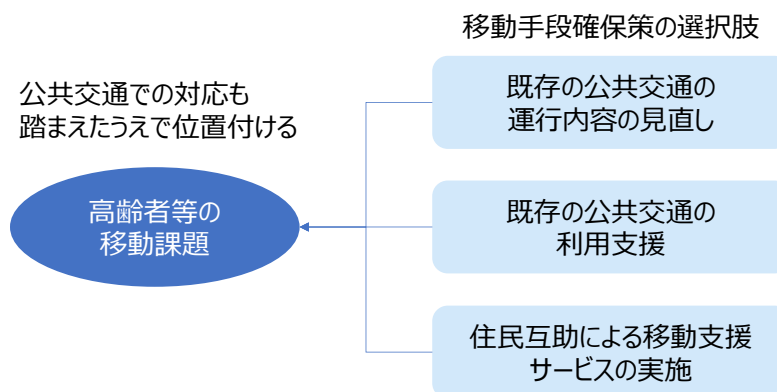 移動手段確保策の選択肢
公共交通での対応も
踏まえたうえで位置付ける
高齢者等の
移動課題
既存の公共交通の
運行内容の見直し
既存の公共交通の
利用支援
住民互助による移動支援
サービスの実施